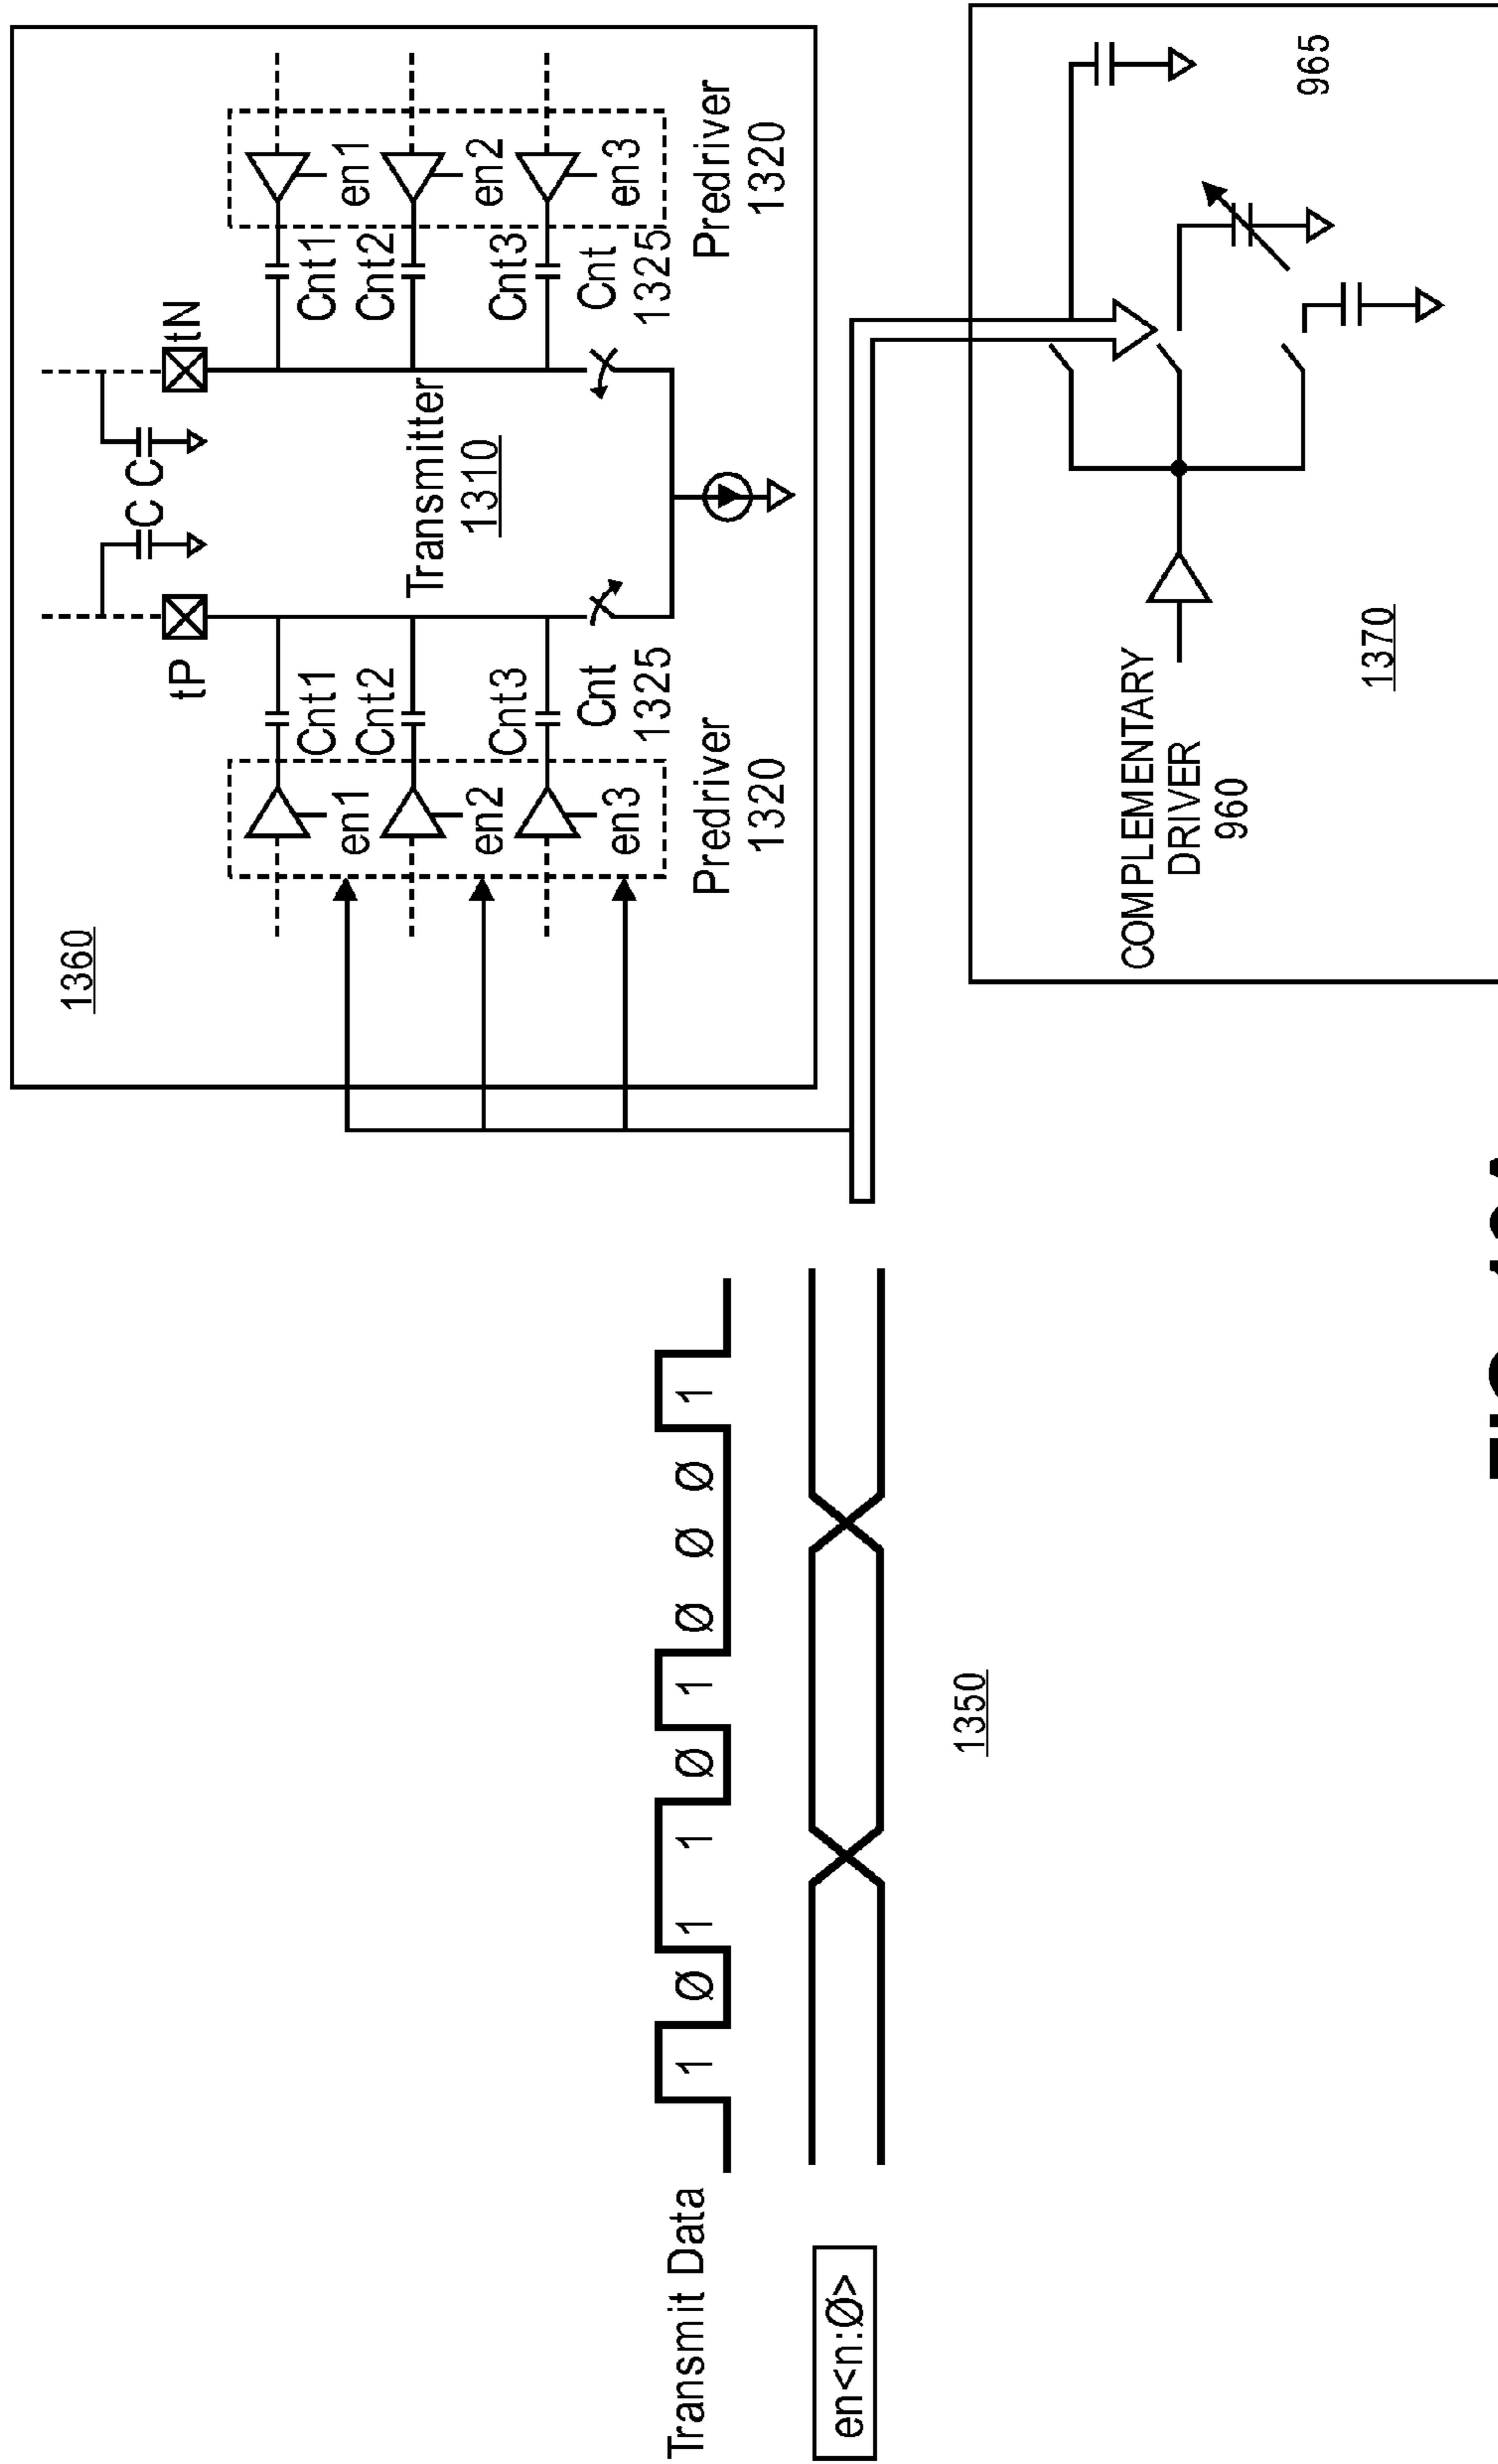 1360
C C
tP
tN
Cnt1
Cnt1
en1
en1
Cnt2
Cnt2
en2
en2
Transmitter
1310
Cnt3
Cnt3
en3
en3
Cnt
1325
Cnt
1325
Predriver
1320
Predriver
1320
Transmit Data
1 Ø 1 1 Ø 1 Ø Ø Ø 1
en<n:Ø>
1350
COMPLEMENTARY
DRIVER
960
965
1370